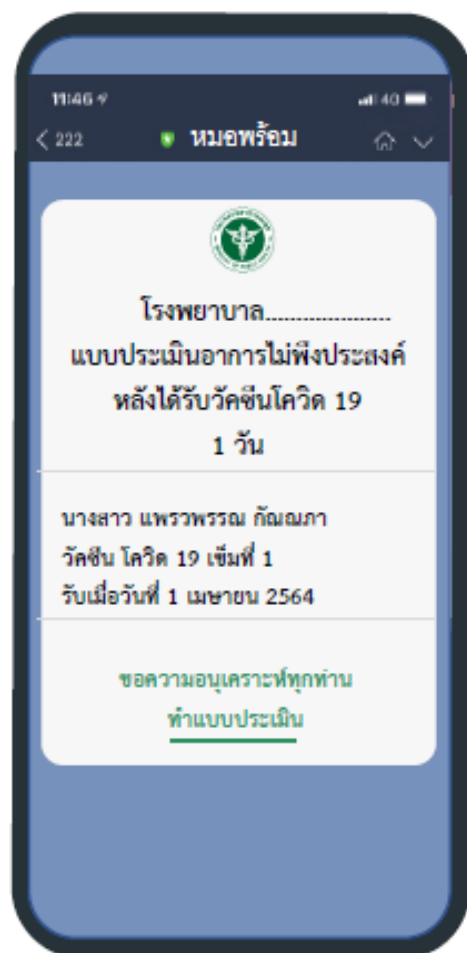 11:46
40
222
หมอพร้อม
โรงพยาบาล....................
แบบประเมินอาการไม่พึงประสงค์
หลังได้รับวัคซีนโควิด 19
1 วัน
นางสาว แพรวพรรณ กัณณภา
วัคซีน โควิด 19 เข็มที่ 1
รับเมื่อวันที่ 1 เมษายน 2564
ขอความอนุเคราะห์ทุกท่าน
ทำแบบประเมิน